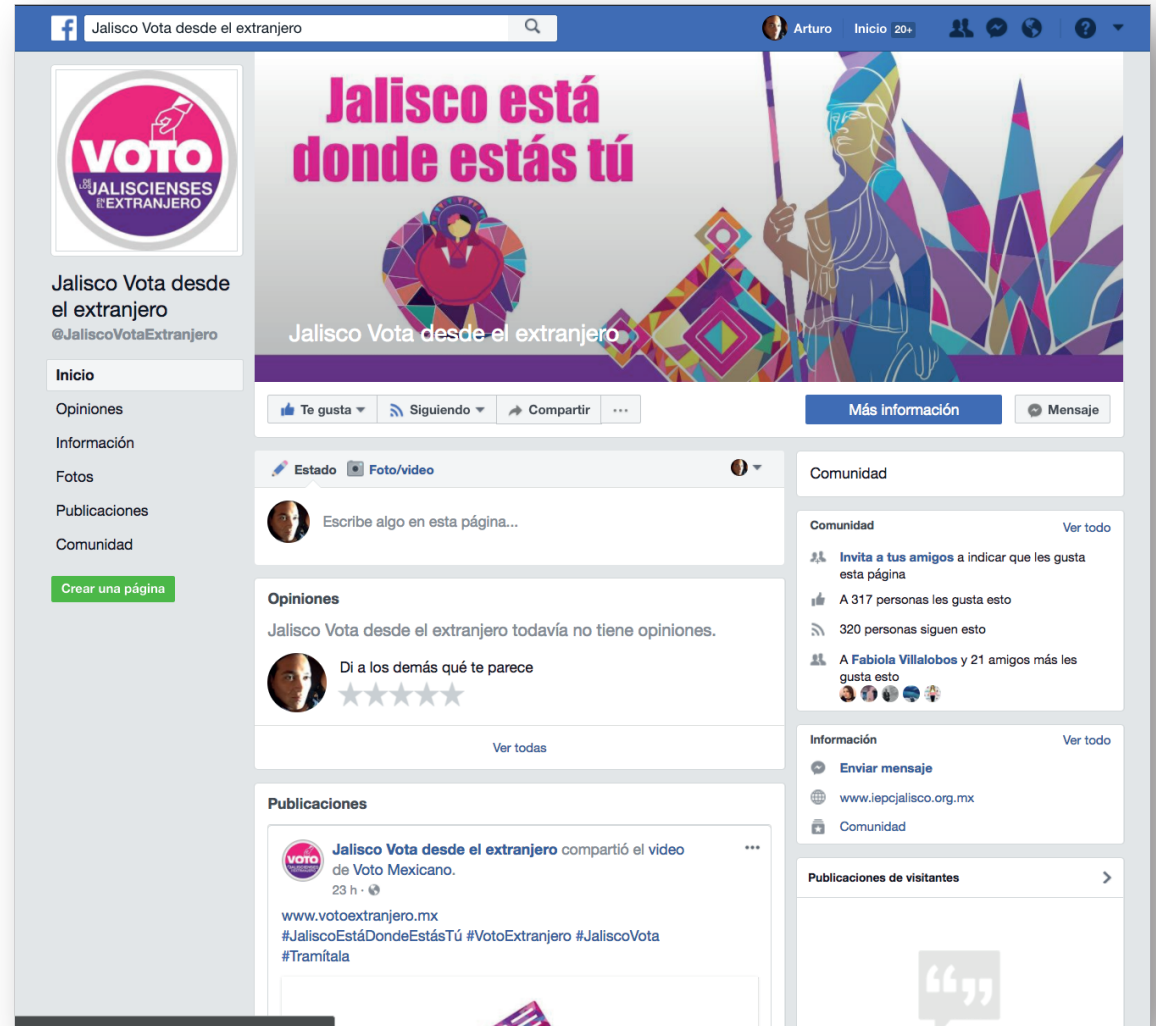 Jalisco Vota desde el extranjero
Arturo
Inicio 20+
VOTO
DE LOS JALISCIENSES
EN EL EXTRANJERO
Jalisco está
donde estás tú
Jalisco Vota desde el extranjero
Jalisco Vota desde
el extranjero
@JaliscoVotaExtranjero
Inicio
Opiniones
Información
Fotos
Publicaciones
Comunidad
Crear una página
Te gusta
Siguiendo
Compartir
...
Más información
Mensaje
Estado
Foto/video
Escribe algo en esta página...
Opiniones
Jalisco Vota desde el extranjero todavía no tiene opiniones.
Di a los demás qué te parece
Ver todas
Publicaciones
VOTO
Jalisco Vota desde el extranjero compartió el video
de Voto Mexicano.
23 h ·
www.votoextranjero.mx
#JaliscoEstáDondeEstásTú #VotoExtranjero #JaliscoVota
#Tramítala
Comunidad
Comunidad
Ver todo
Invita a tus amigos a indicar que les gusta
esta página
A 317 personas les gusta esto
320 personas siguen esto
A Fabiola Villalobos y 21 amigos más les
gusta esto
Información
Ver todo
Enviar mensaje
www.iepcjalisco.org.mx
Comunidad
Publicaciones de visitantes